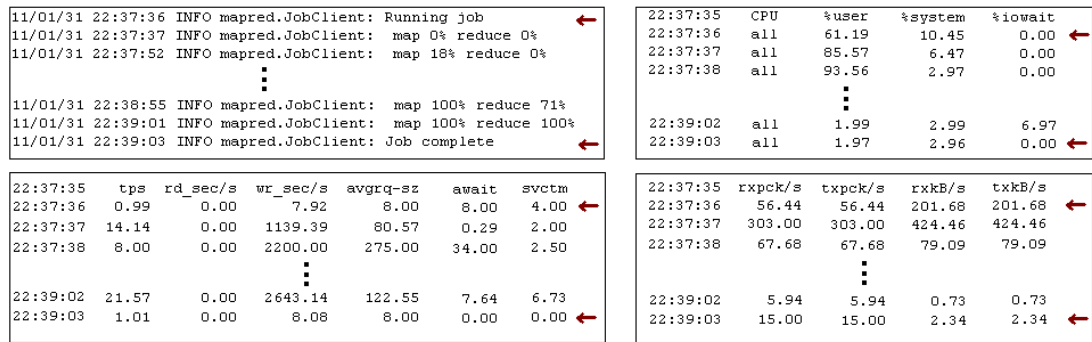 11/01/31 22:37:36 INFO mapred.JobClient: Running job
11/01/31 22:37:37 INFO mapred.JobClient: map 0% reduce 0%
11/01/31 22:37:52 INFO mapred.JobClient: map 18% reduce 0%
11/01/31 22:38:55 INFO mapred.JobClient: map 100% reduce 71%
11/01/31 22:39:01 INFO mapred.JobClient: map 100% reduce 100%
11/01/31 22:39:03 INFO mapred.JobClient: Job complete
22:37:35 CPU %user %system %iowait
22:37:36 all 61.19 10.45 0.00
22:37:37 all 85.57 6.47 0.00
22:37:38 all 93.56 2.97 0.00
22:39:02 all 1.99 2.99 6.97
22:39:03 all 1.97 2.96 0.00
22:37:35 tps rd_sec/s wr_sec/s avgrq-sz await svctm
22:37:36 0.99 0.00 7.92 8.00 8.00 4.00
22:37:37 14.14 0.00 1139.39 80.57 0.29 2.00
22:37:38 8.00 0.00 2200.00 275.00 34.00 2.50
22:39:02 21.57 0.00 2643.14 122.55 7.64 6.73
22:39:03 1.01 0.00 8.08 8.00 0.00 0.00
22:37:35 rxpck/s txpck/s rxkB/s txkB/s
22:37:36 56.44 56.44 201.68 201.68
22:37:37 303.00 303.00 424.46 424.46
22:37:38 67.68 67.68 79.09 79.09
22:39:02 5.94 5.94 0.73 0.73
22:39:03 15.00 15.00 2.34 2.34